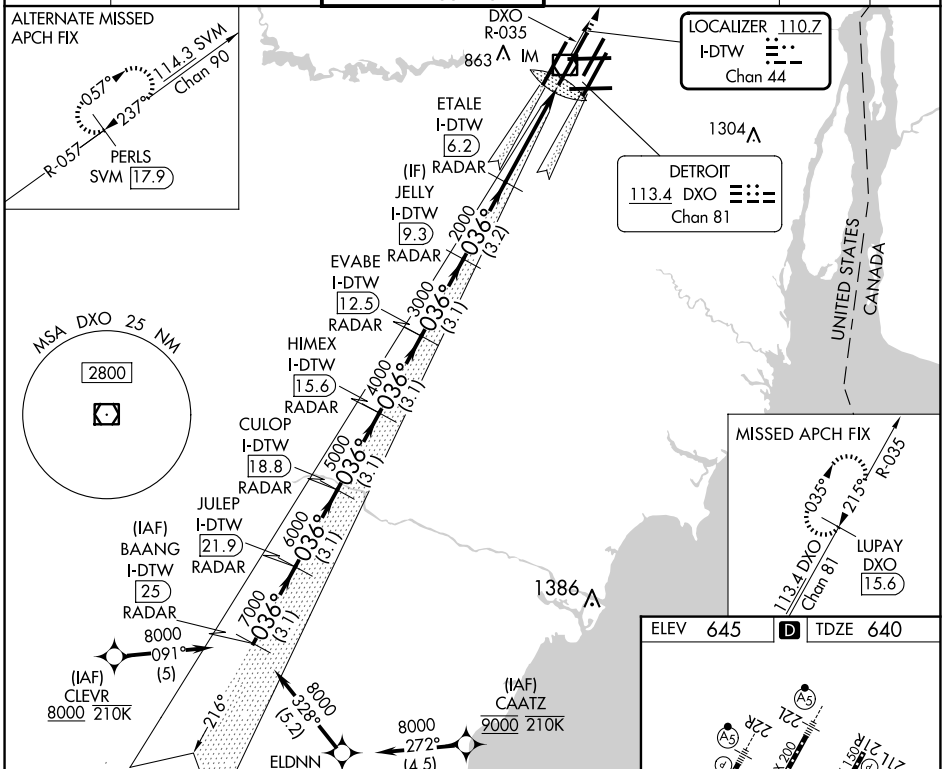 ALTERNATE MISSED
APCH FIX
057°
237°
114.3 SVM
Chan 90
R-057
PERLS
SVM 17.9
DXO
R-035
863
IM
LOCALIZER 110.7
I-DTW
Chan 44
1304
DETROIT
113.4 DXO
Chan 81
ETALE
I-DTW
6.2
RADAR
(IF)
JELLY
I-DTW
9.3
RADAR
2000
036°
(3.2)
EVABE
I-DTW
12.5
RADAR
3000
036°
(3.1)
HIMEX
I-DTW
15.6
RADAR
4000
036°
(3.1)
CULOP
I-DTW
18.8
RADAR
5000
036°
(3.1)
JULEP
I-DTW
21.9
RADAR
6000
036°
(3.1)
(IAF)
BAANG
I-DTW
25
RADAR
7000
036°
(3.1)
MSA DXO 25 NM
2800
UNITED STATES
CANADA
MISSED APCH FIX
R-035
035°
215°
113.4 DXO
Chan 81
LUPAY
DXO
15.6
1386
8000
091°
(5)
(IAF)
CLEVR
8000 210K
216°
8000
328°
(5.2)
ELDNN
8000
272°
(4.5)
(IAF)
CAATZ
9000 210K
ELEV 645
D
TDZE 640
A5
22R
A5
22L
X 200
X 150
21R
21L